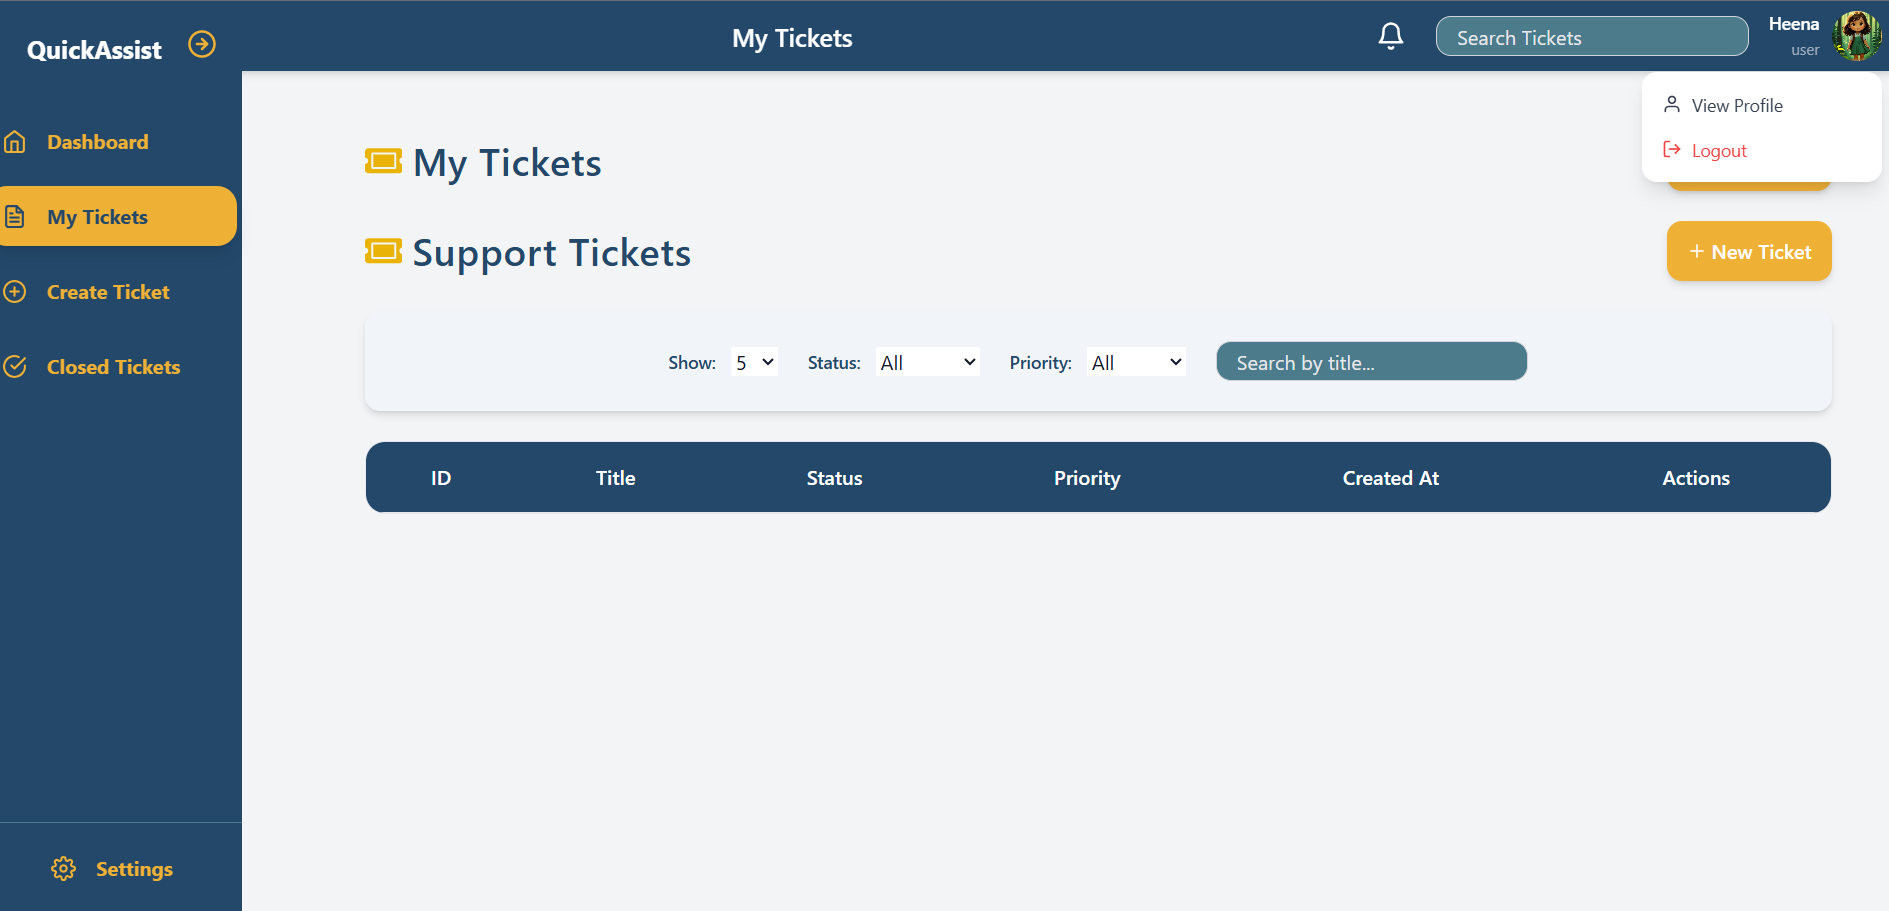 QuickAssist
My Tickets
Search Tickets
Heena
user
View Profile
Logout
Dashboard
My Tickets
Create Ticket
Closed Tickets
Settings
My Tickets
Support Tickets
+ New Ticket
Show: 5 Status: All Priority: All Search by title...
ID Title Status Priority Created At Actions